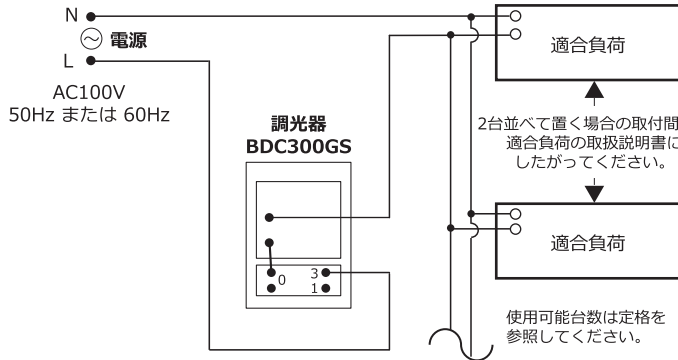 N
電源
L
AC100V
50Hz または 60Hz
調光器
BDC300GS
0
3
1
適合負荷
2台並べて置く場合の取付間
適合負荷の取扱説明書に
したがってください。
適合負荷
使用可能台数は定格を
参照してください。